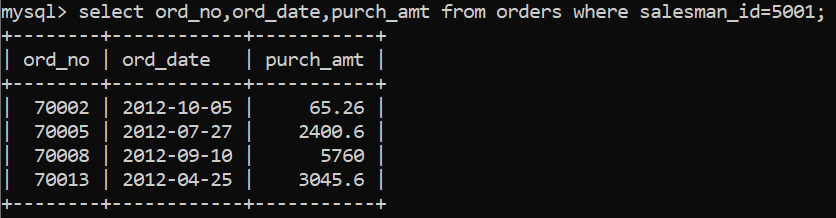 mysql> select ord_no,ord_date,purch_amt from orders where salesman_id=5001;
+--------+------------+-----------+
| ord_no | ord_date   | purch_amt |
+--------+------------+-----------+
|  70002 | 2012-10-05 |     65.26 |
|  70005 | 2012-07-27 |    2400.6 |
|  70008 | 2012-09-10 |      5760 |
|  70013 | 2012-04-25 |    3045.6 |
+--------+------------+-----------+